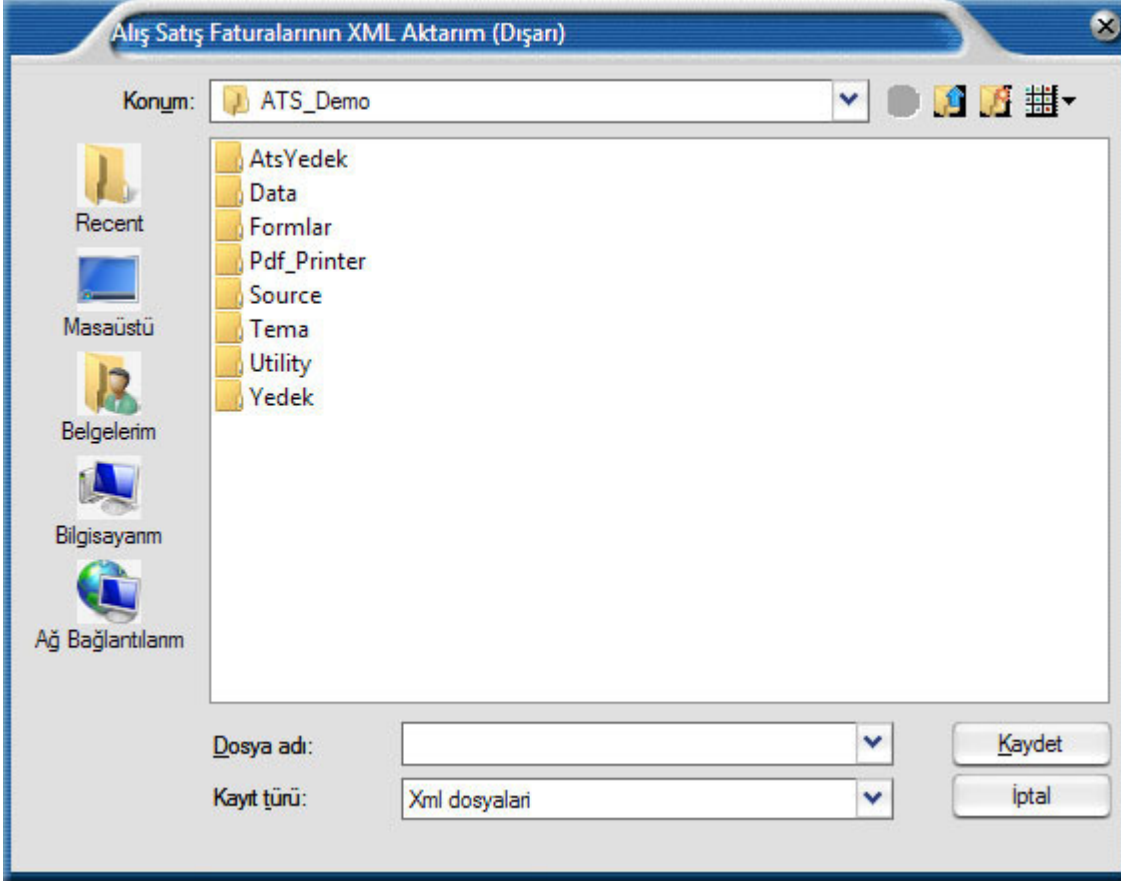 Alış Satış Faturalarının XML Aktarım (Dışarı)
Konum: ATS_Demo
AtsYedek
Data
Formlar
Pdf_Printer
Source
Tema
Utility
Yedek
Recent
Masaüstü
Belgelerim
Bilgisayarım
Ağ Bağlantılarım
Dosya adı: Kaydet
Kayıt türü: Xml dosyalari İptal